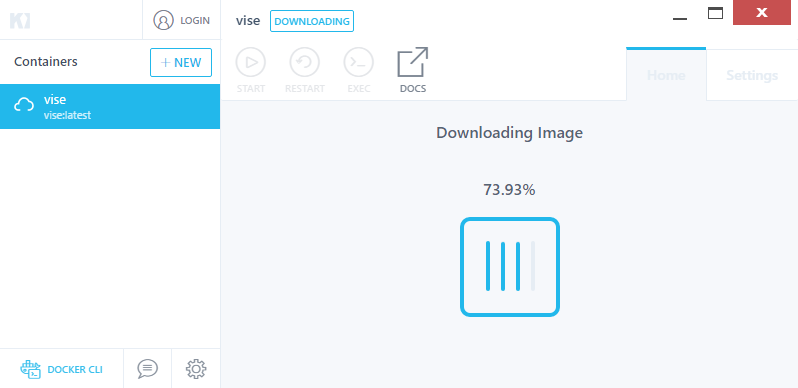 LOGIN
vise DOWNLOADING
Containers
+ NEW
START RESTART EXEC DOCS
Home Settings
vise
vise:latest
Downloading Image
73.93%
DOCKER CLI